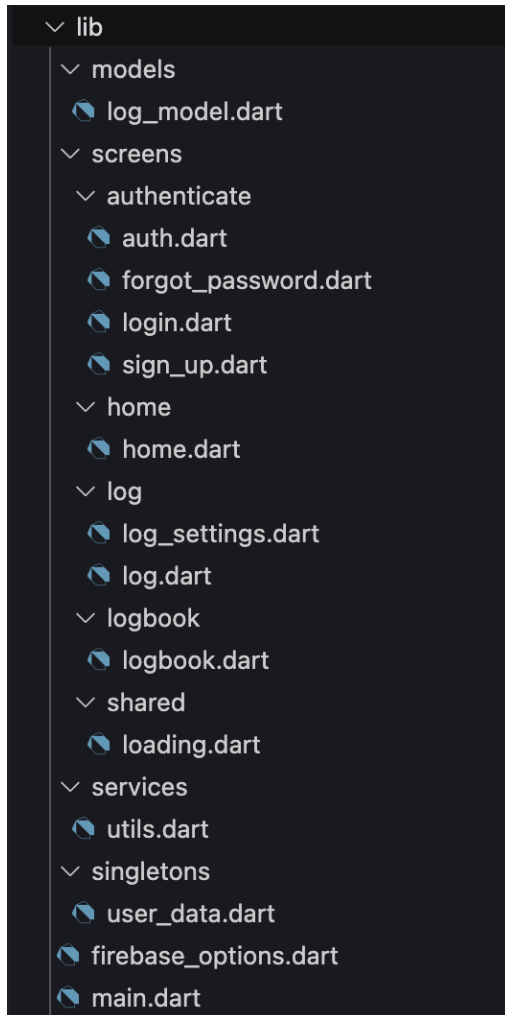 lib
models
log_model.dart
screens
authenticate
auth.dart
forgot_password.dart
login.dart
sign_up.dart
home
home.dart
log
log_settings.dart
log.dart
logbook
logbook.dart
shared
loading.dart
services
utils.dart
singletons
user_data.dart
firebase_options.dart
main.dart